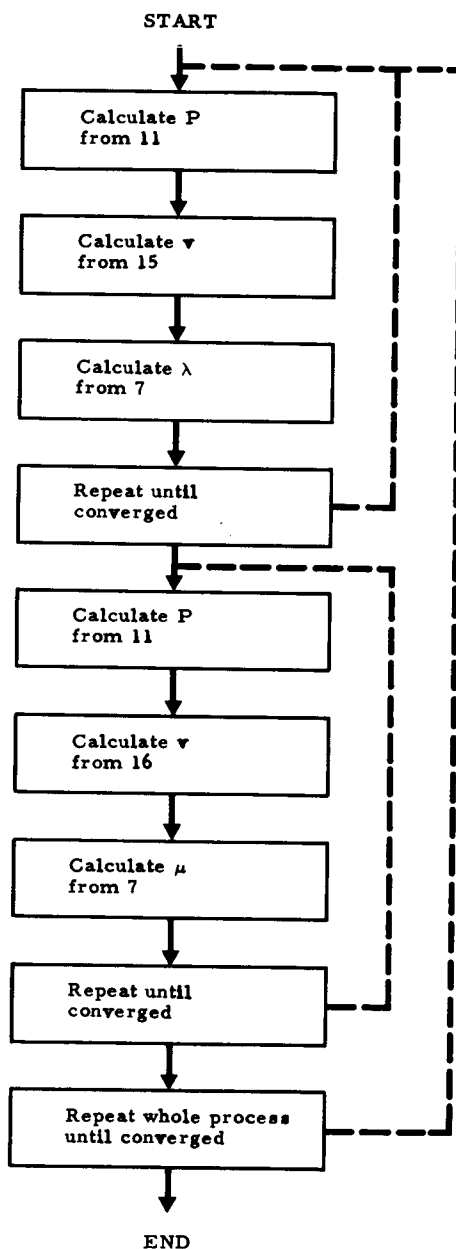 START
Calculate P
from 11
Calculate v
from 15
Calculate λ
from 7
Repeat until
converged
Calculate P
from 11
Calculate v
from 16
Calculate μ
from 7
Repeat until
converged
Repeat whole process
until converged
END